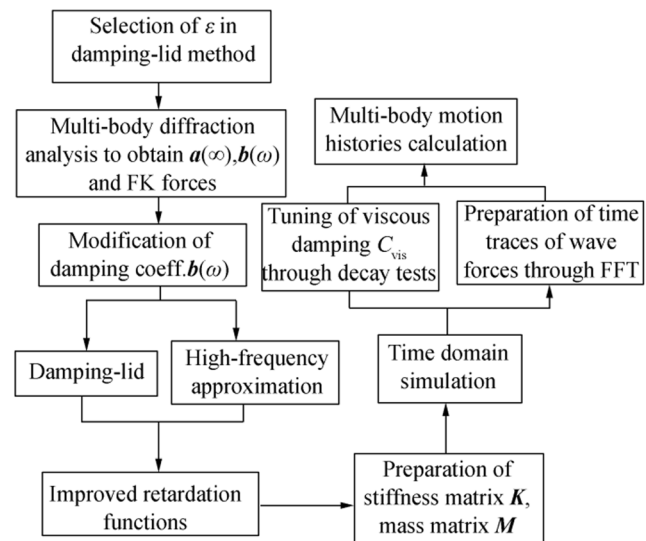 Selection of ε in
damping-lid method
Multi-body diffraction
analysis to obtain a(∞),b(ω)
and FK forces
Modification of
damping coeff.b(ω)
Damping-lid
High-frequency
approximation
Improved retardation
functions
Preparation of
stiffness matrix K,
mass matrix M
Time domain
simulation
Tuning of viscous
damping Cvis
through decay tests
Preparation of time
traces of wave
forces through FFT
Multi-body motion
histories calculation